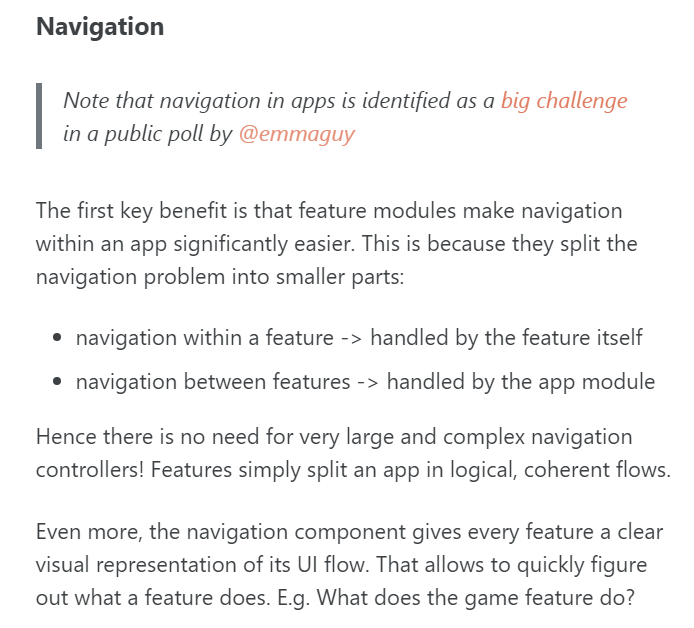 Navigation
Note that navigation in apps is identified as a big challenge
in a public poll by @emmaguy
The first key benefit is that feature modules make navigation
within an app significantly easier. This is because they split the
navigation problem into smaller parts:
• navigation within a feature -> handled by the feature itself
• navigation between features -> handled by the app module
Hence there is no need for very large and complex navigation
controllers! Features simply split an app in logical, coherent flows.
Even more, the navigation component gives every feature a clear
visual representation of its UI flow. That allows to quickly figure
out what a feature does. E.g. What does the game feature do?